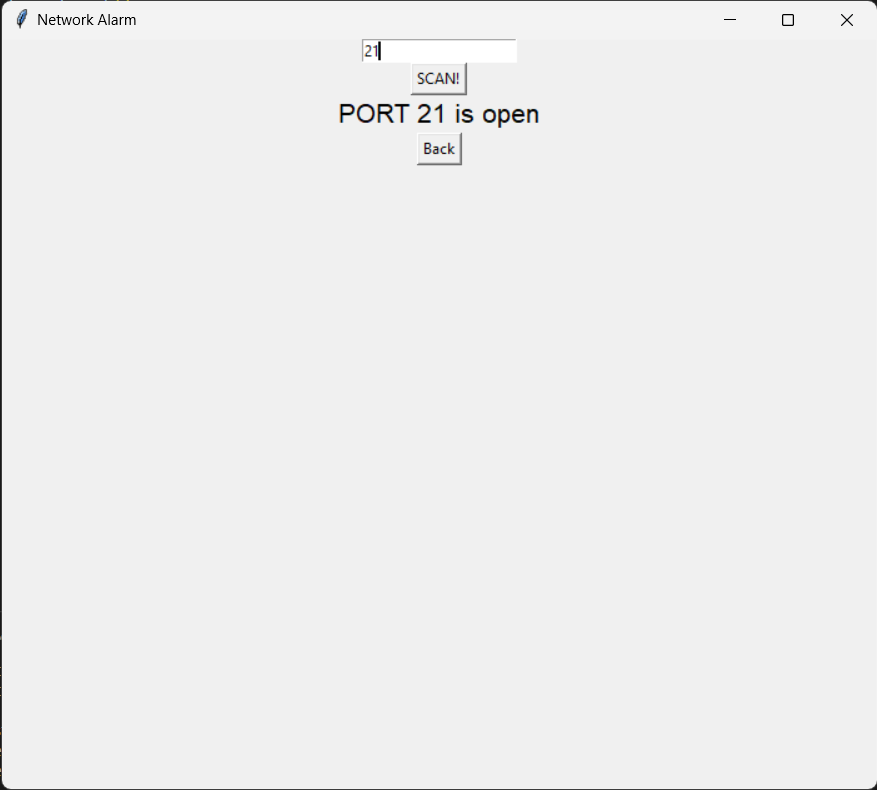 Network Alarm
21
SCAN!
PORT 21 is open
Back